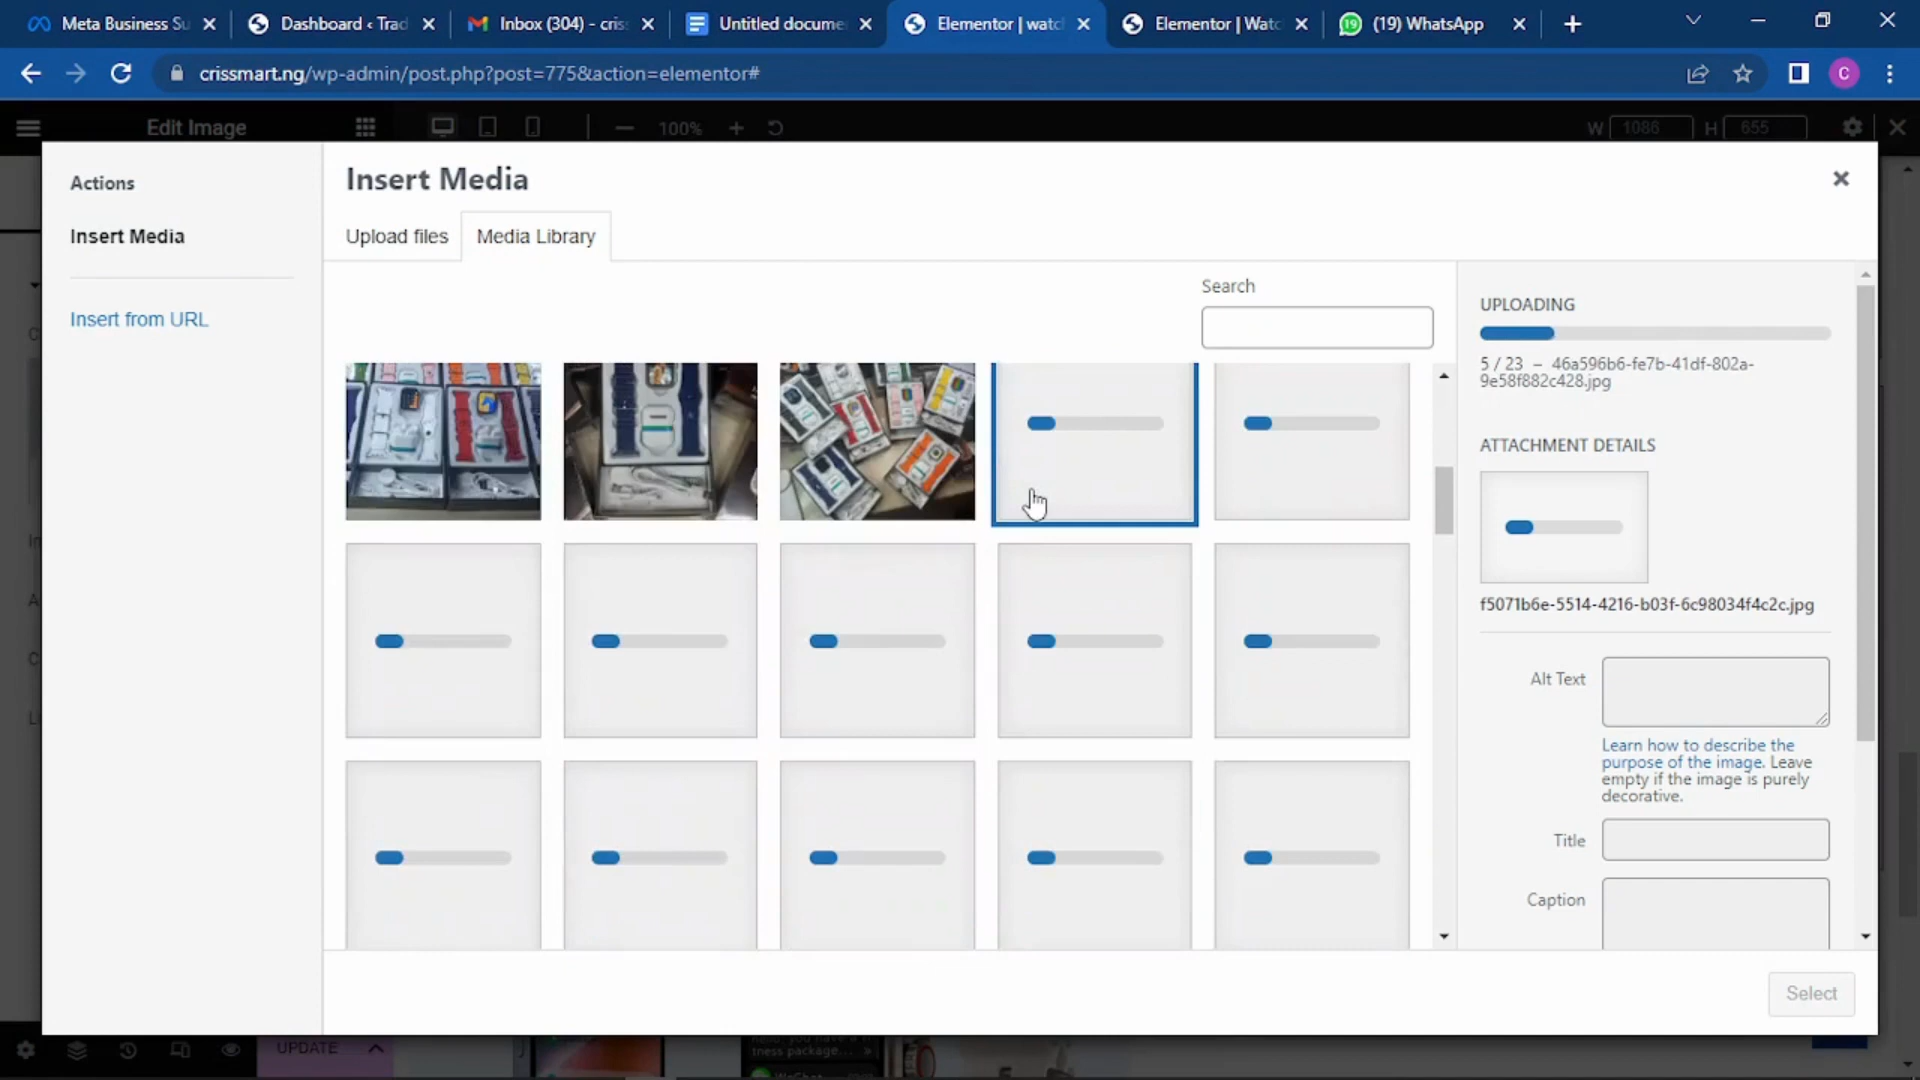 Meta Business Su
Dashboard ‹ Trad
Inbox (304) - cris
Untitled docume
Elementor | watc
Elementor | Watc
(19) WhatsApp
crissmart.ng/wp-admin/post.php?post=775&action=elementor#
C
Edit Image
100%
W 1086 H 655
Actions
Insert Media
Insert from URL
Insert Media
Upload files
Media Library
Search
UPLOADING
5 / 23 – 46a596b6-fe7b-41df-802a-
9e58f882c428.jpg
ATTACHMENT DETAILS
f5071b6e-5514-4216-b03f-6c98034f4c2c.jpg
Alt Text
Learn how to describe the
purpose of the image. Leave
empty if the image is purely
decorative.
Title
Caption
Select
UPDATE
tness package...
WeChat